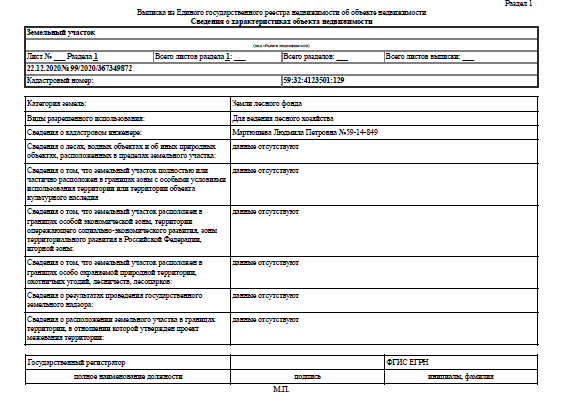 Раздел 1
Выписка из Единого государственного реестра недвижимости об объекте недвижимости
Сведения о характеристиках объекта недвижимости
Земельный участок
(вид объекта недвижимости)
Лист № ___ Раздела 1 Всего листов раздела 1: ___ Всего разделов: ___ Всего листов выписки: ___
22.12.2020№ 99/2020/367349872
Кадастровый номер: 59:32:4123501:129
Категория земель: Земли лесного фонда
Виды разрешенного использования: Для ведения лесного хозяйства
Сведения о кадастровом инженере: Мартюшева Людмила Петровна №59-14-849
Сведения о лесах, водных объектах и об иных природных данные отсутствуют
объектах, расположенных в пределах земельного участка:
Сведения о том, что земельный участок полностью или данные отсутствуют
частично расположен в границах зоны с особыми условиями
использования территории или территории объекта
культурного наследия
Сведения о том, что земельный участок расположен в данные отсутствуют
границах особой экономической зоны, территории
опережающего социально-экономического развития, зоны
территориального развития в Российской Федерации,
игорной зоны:
Сведения о том, что земельный участок расположен в данные отсутствуют
границах особо охраняемой природной территории,
охотничьих угодий, лесничеств, лесопарков:
Сведения о результатах проведения государственного данные отсутствуют
земельного надзора:
Сведения о расположении земельного участка в границах данные отсутствуют
территории, в отношении которой утвержден проект
межевания территории:
Государственный регистратор ФГИС ЕГРН
полное наименование должности подпись инициалы, фамилия
М.П.